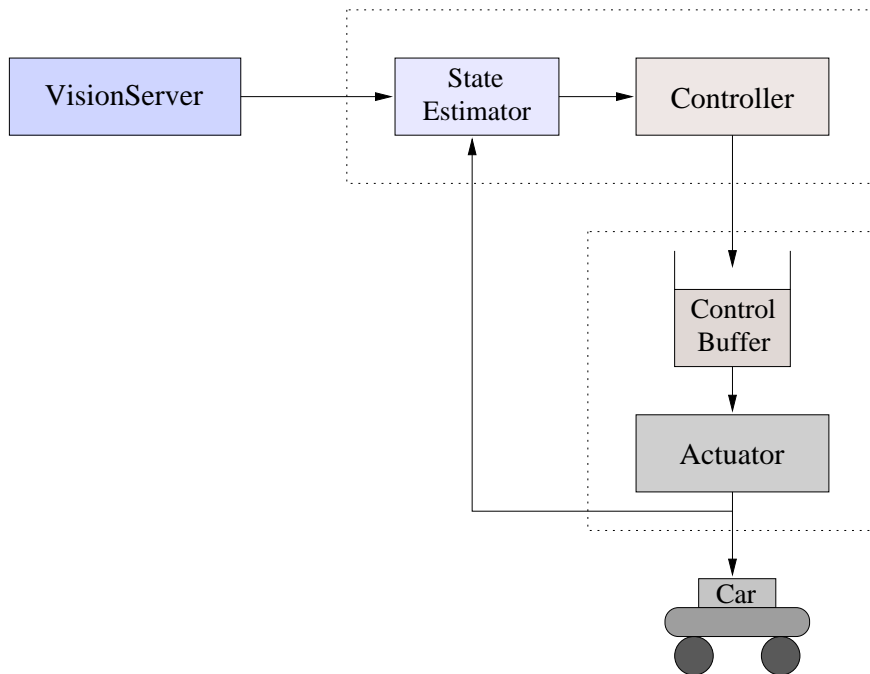 VisionServer
State
Estimator
Controller
Control
Buffer
Actuator
Car